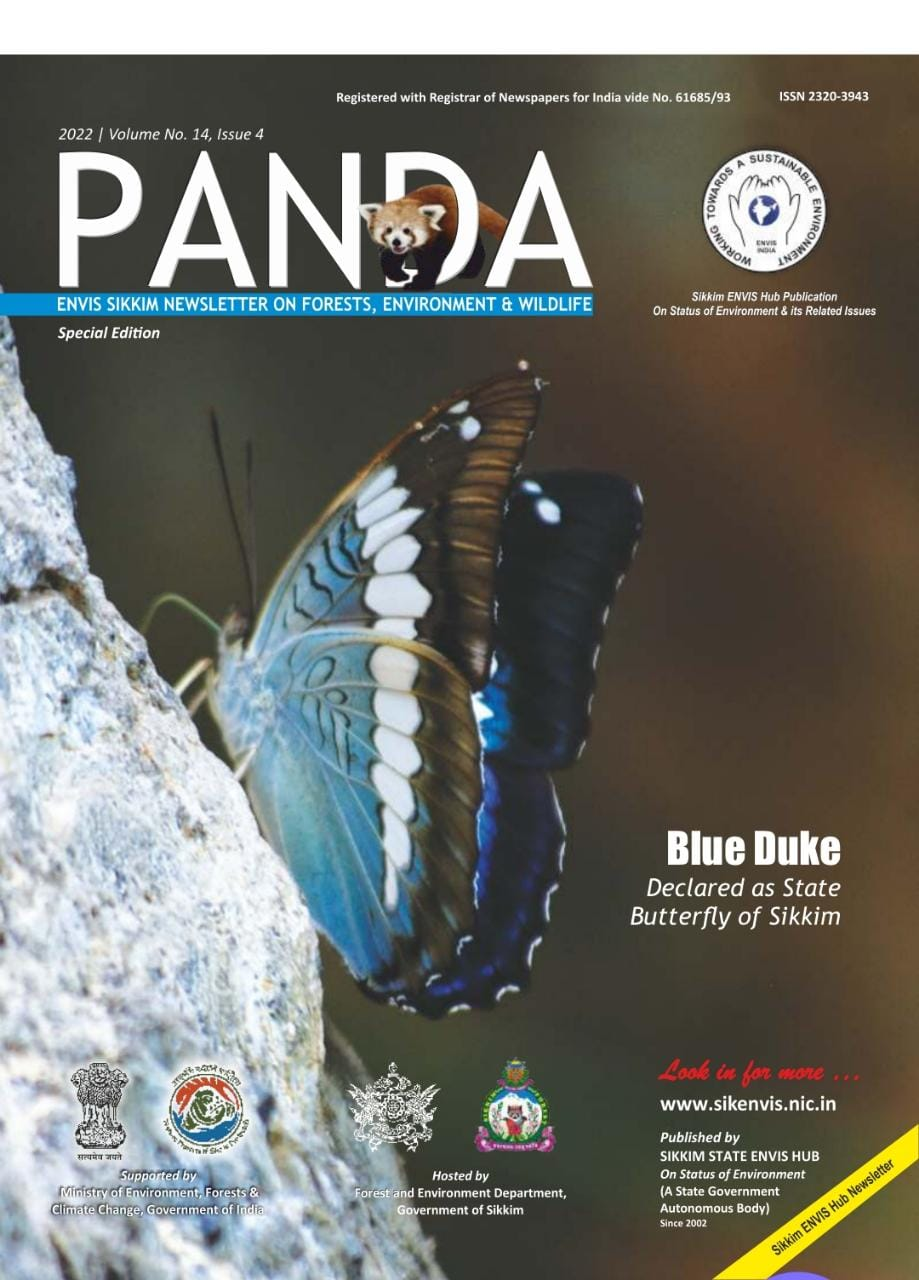 Registered with Registrar of Newspapers for India vide No. 61685/93
ISSN 2320-3943
2022 | Volume No. 14, Issue 4
PANDA
ENVIS SIKKIM NEWSLETTER ON FORESTS, ENVIRONMENT & WILDLIFE
Special Edition
WORKING TOWARDS A SUSTAINABLE ENVIRONMENT
ENVIS
INDIA
Sikkim ENVIS Hub Publication
On Status of Environment & its Related Issues
Blue Duke
Declared as State
Butterfly of Sikkim
सत्यमेव जयते
Supported by
Ministry of Environment, Forests &
Climate Change, Government of India
Hosted by
Forest and Environment Department,
Government of Sikkim
Look in for more ...
www.sikenvis.nic.in
Published by
SIKKIM STATE ENVIS HUB
On Status of Environment
(A State Government
Autonomous Body)
Since 2002
Sikkim ENVIS Hub Newsletter